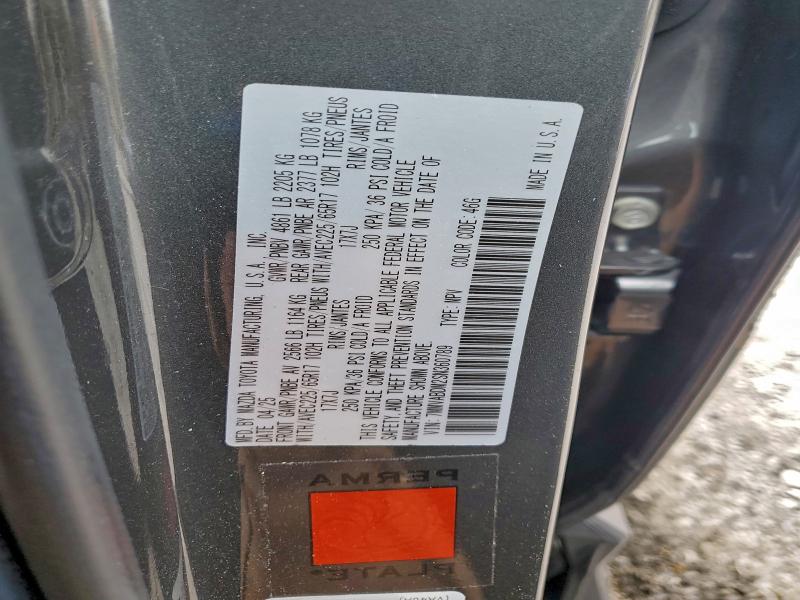 MFD.BY MAZDA TOYOTA MANUFACTURING, U.S.A., INC.
DATE 04/25 GVWR/PNBV 4861 LB 2205 KG
FRONT GAWR/PNBE AV 2566 LB 1164 KG REAR GAWR/PNBE AR 2377 LB 1078 KG
WITH/AVEC225/65R17 102H TIRES/PNEUS WITH/AVEC225/65R17 102H TIRES/PNEUS
17X7J RIMS/JANTES 17X7J RIMS/JANTES
250 KPA/36 PSI COLD/A FROID 250 KPA/36 PSI COLD/A FROID
THIS VEHICLE CONFORMS TO ALL APPLICABLE FEDERAL MOTOR VEHICLE
SAFETY AND THEFT PREVENTION STANDARDS IN EFFECT ON THE DATE OF
MANUFACTURE SHOWN ABOVE.
VIN: TYPE: MPV COLOR CODE: 46G
MADE IN U.S.A.
PERMA
PLATE®